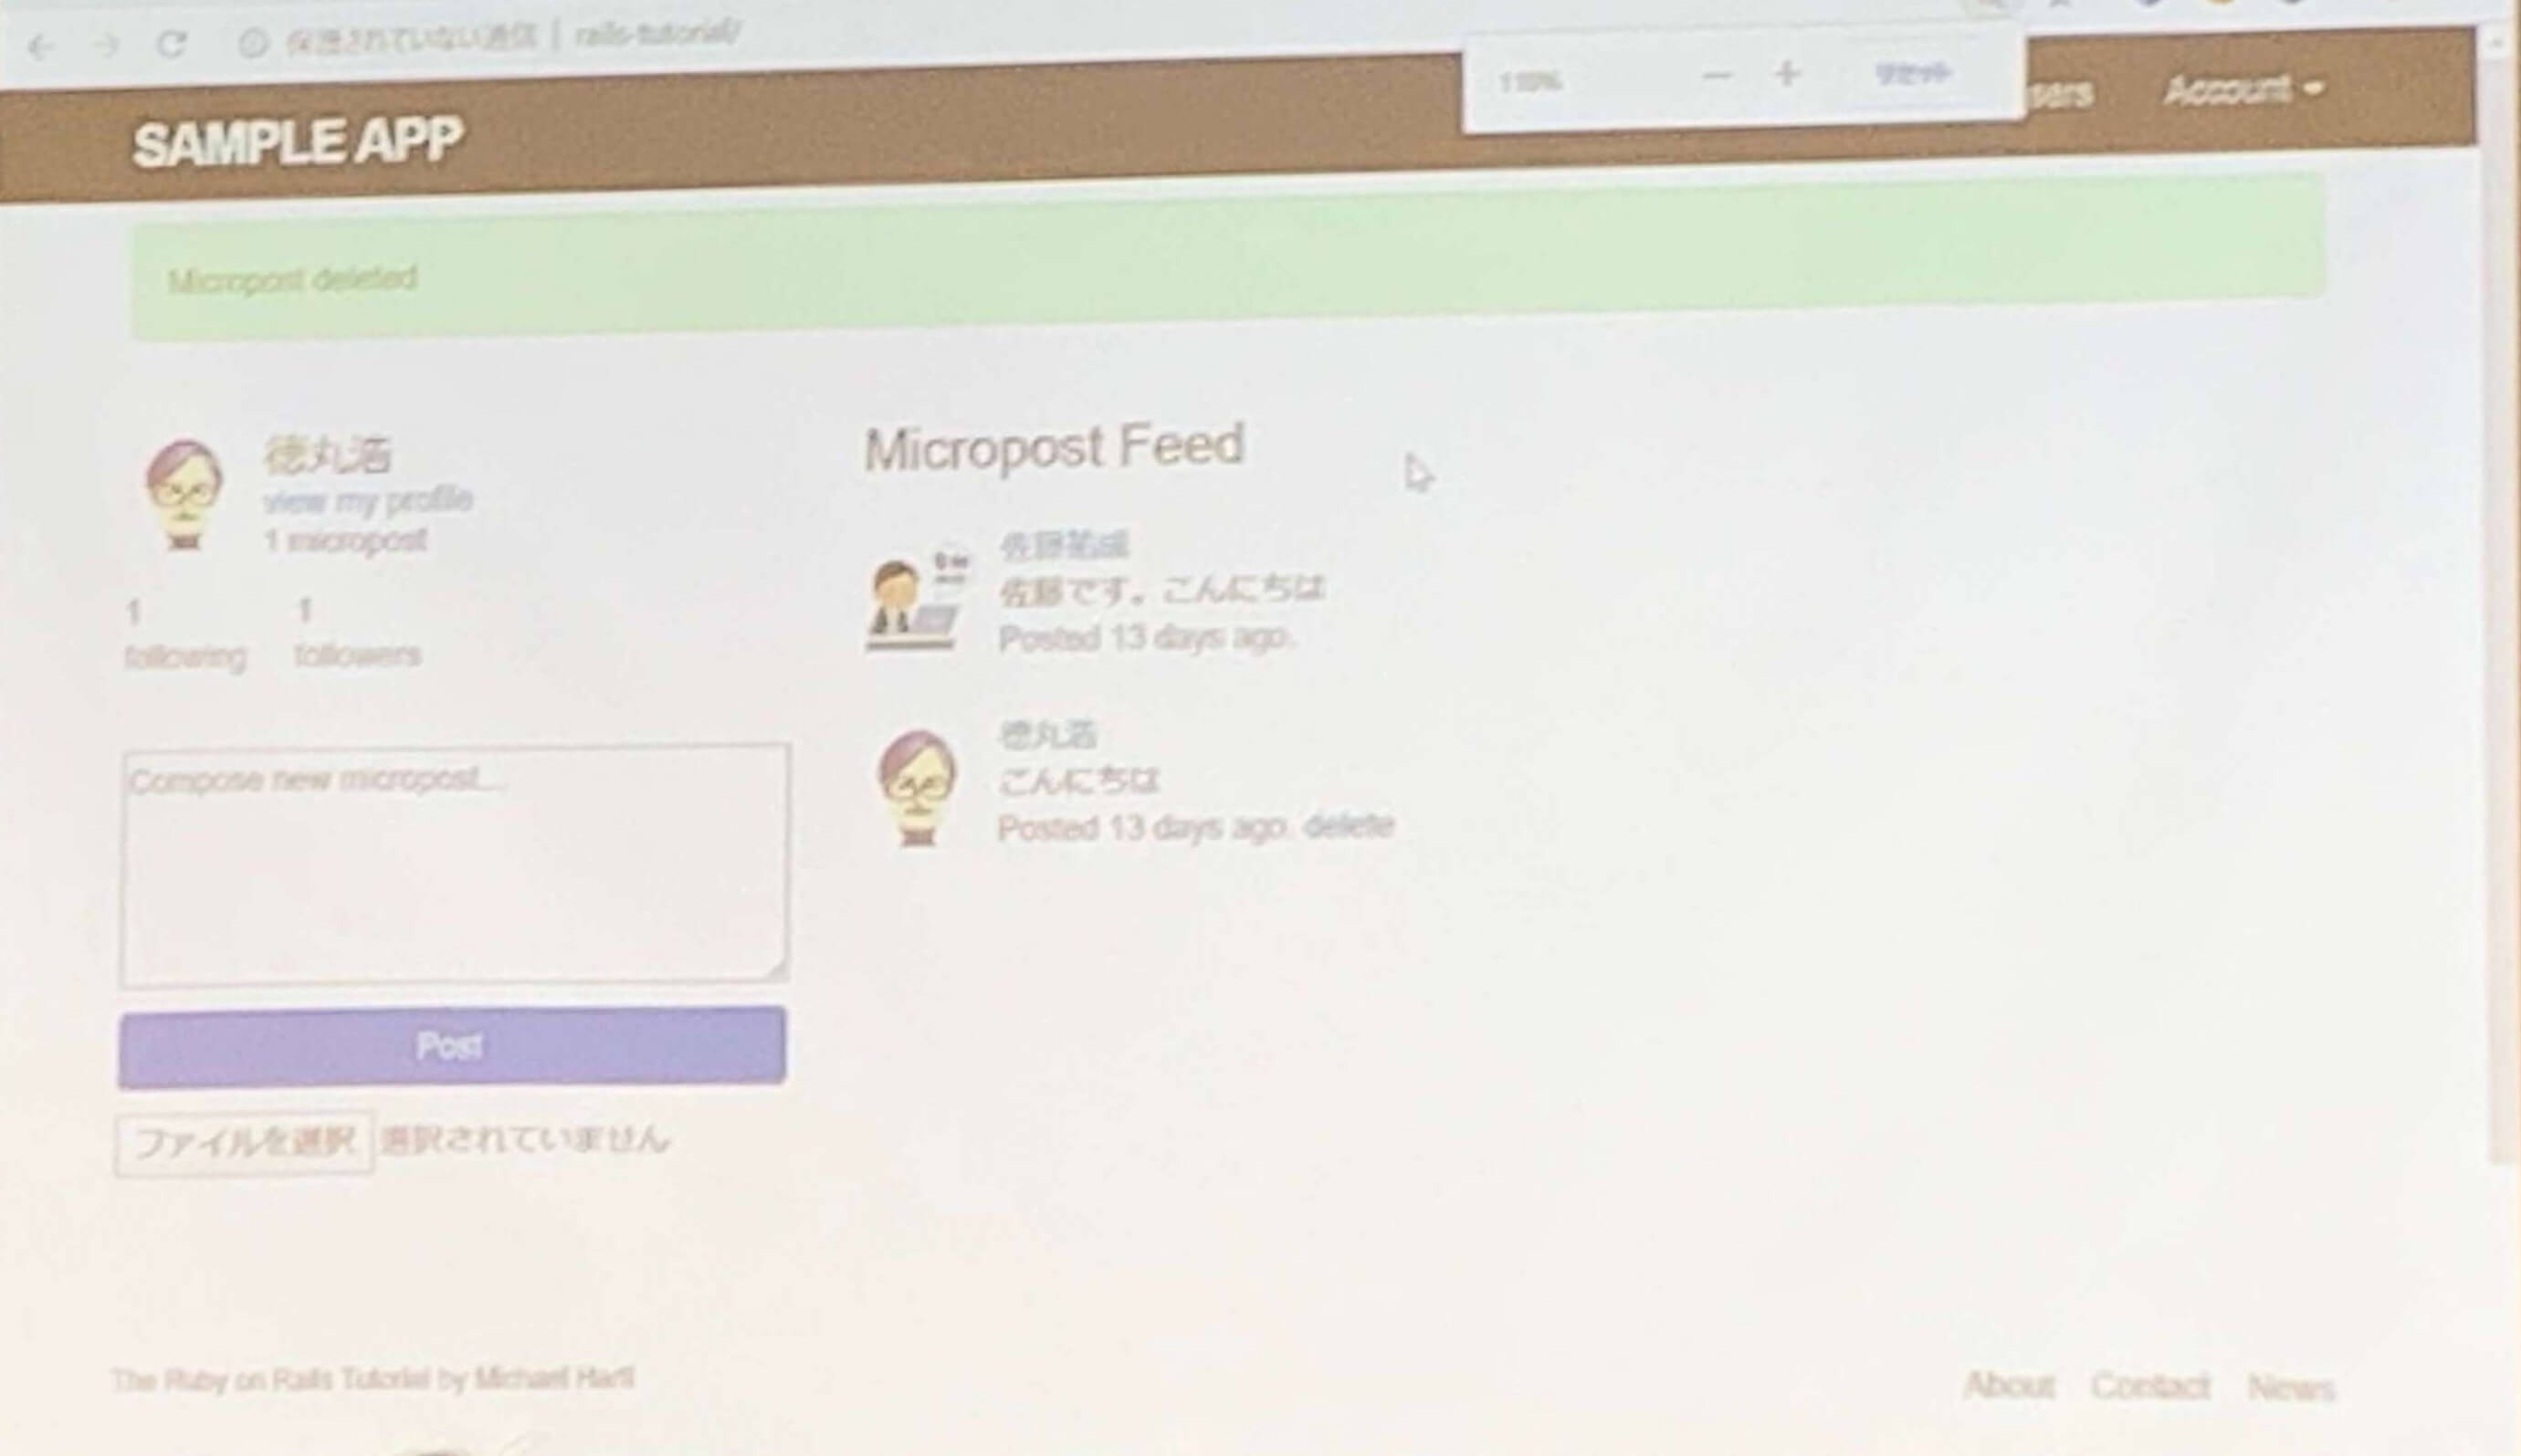 保護されていない通信 | rails-tutorial/
110%
リセット
SAMPLE APP
sers
Account
Micropost deleted
徳丸浩
view my profile
1 micropost
1 following
1 followers
Compose new micropost...
Post
ファイルを選択 選択されていません
Micropost Feed
佐藤
佐藤です。こんにちは
Posted 13 days ago.
徳丸浩
こんにちは
Posted 13 days ago. delete
The Ruby on Rails Tutorial by Michael Hartl
About Contact News